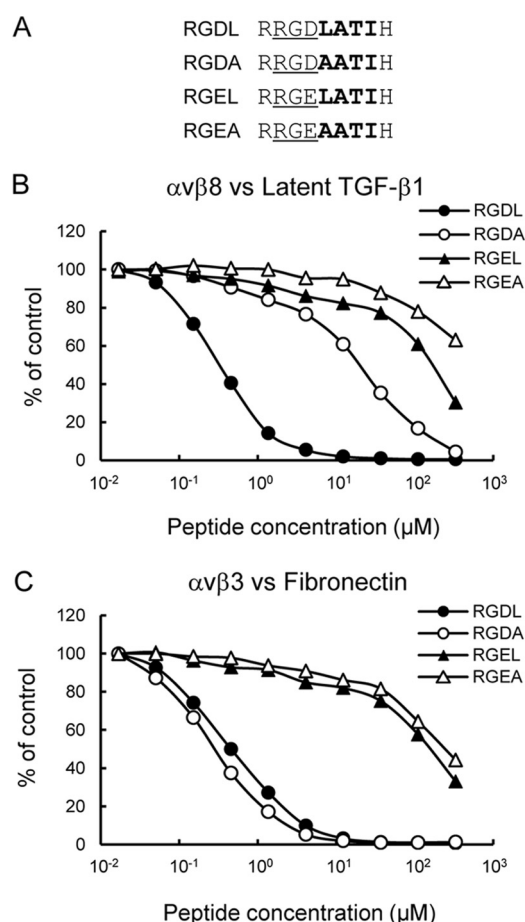 A
RGDL RRGDLATIH
RGDA RRGDAATIH
RGEL RRGELATIH
RGEA RRGEAATIH
B
αvβ8 vs Latent TGF-β1
RGDL
RGDA
RGEL
RGEA
120
100
80
60
40
20
0
% of control
10-2 10-1 100 101 102 103
Peptide concentration (μM)
C
αvβ3 vs Fibronectin
RGDL
RGDA
RGEL
RGEA
120
100
80
60
40
20
0
% of control
10-2 10-1 100 101 102 103
Peptide concentration (μM)